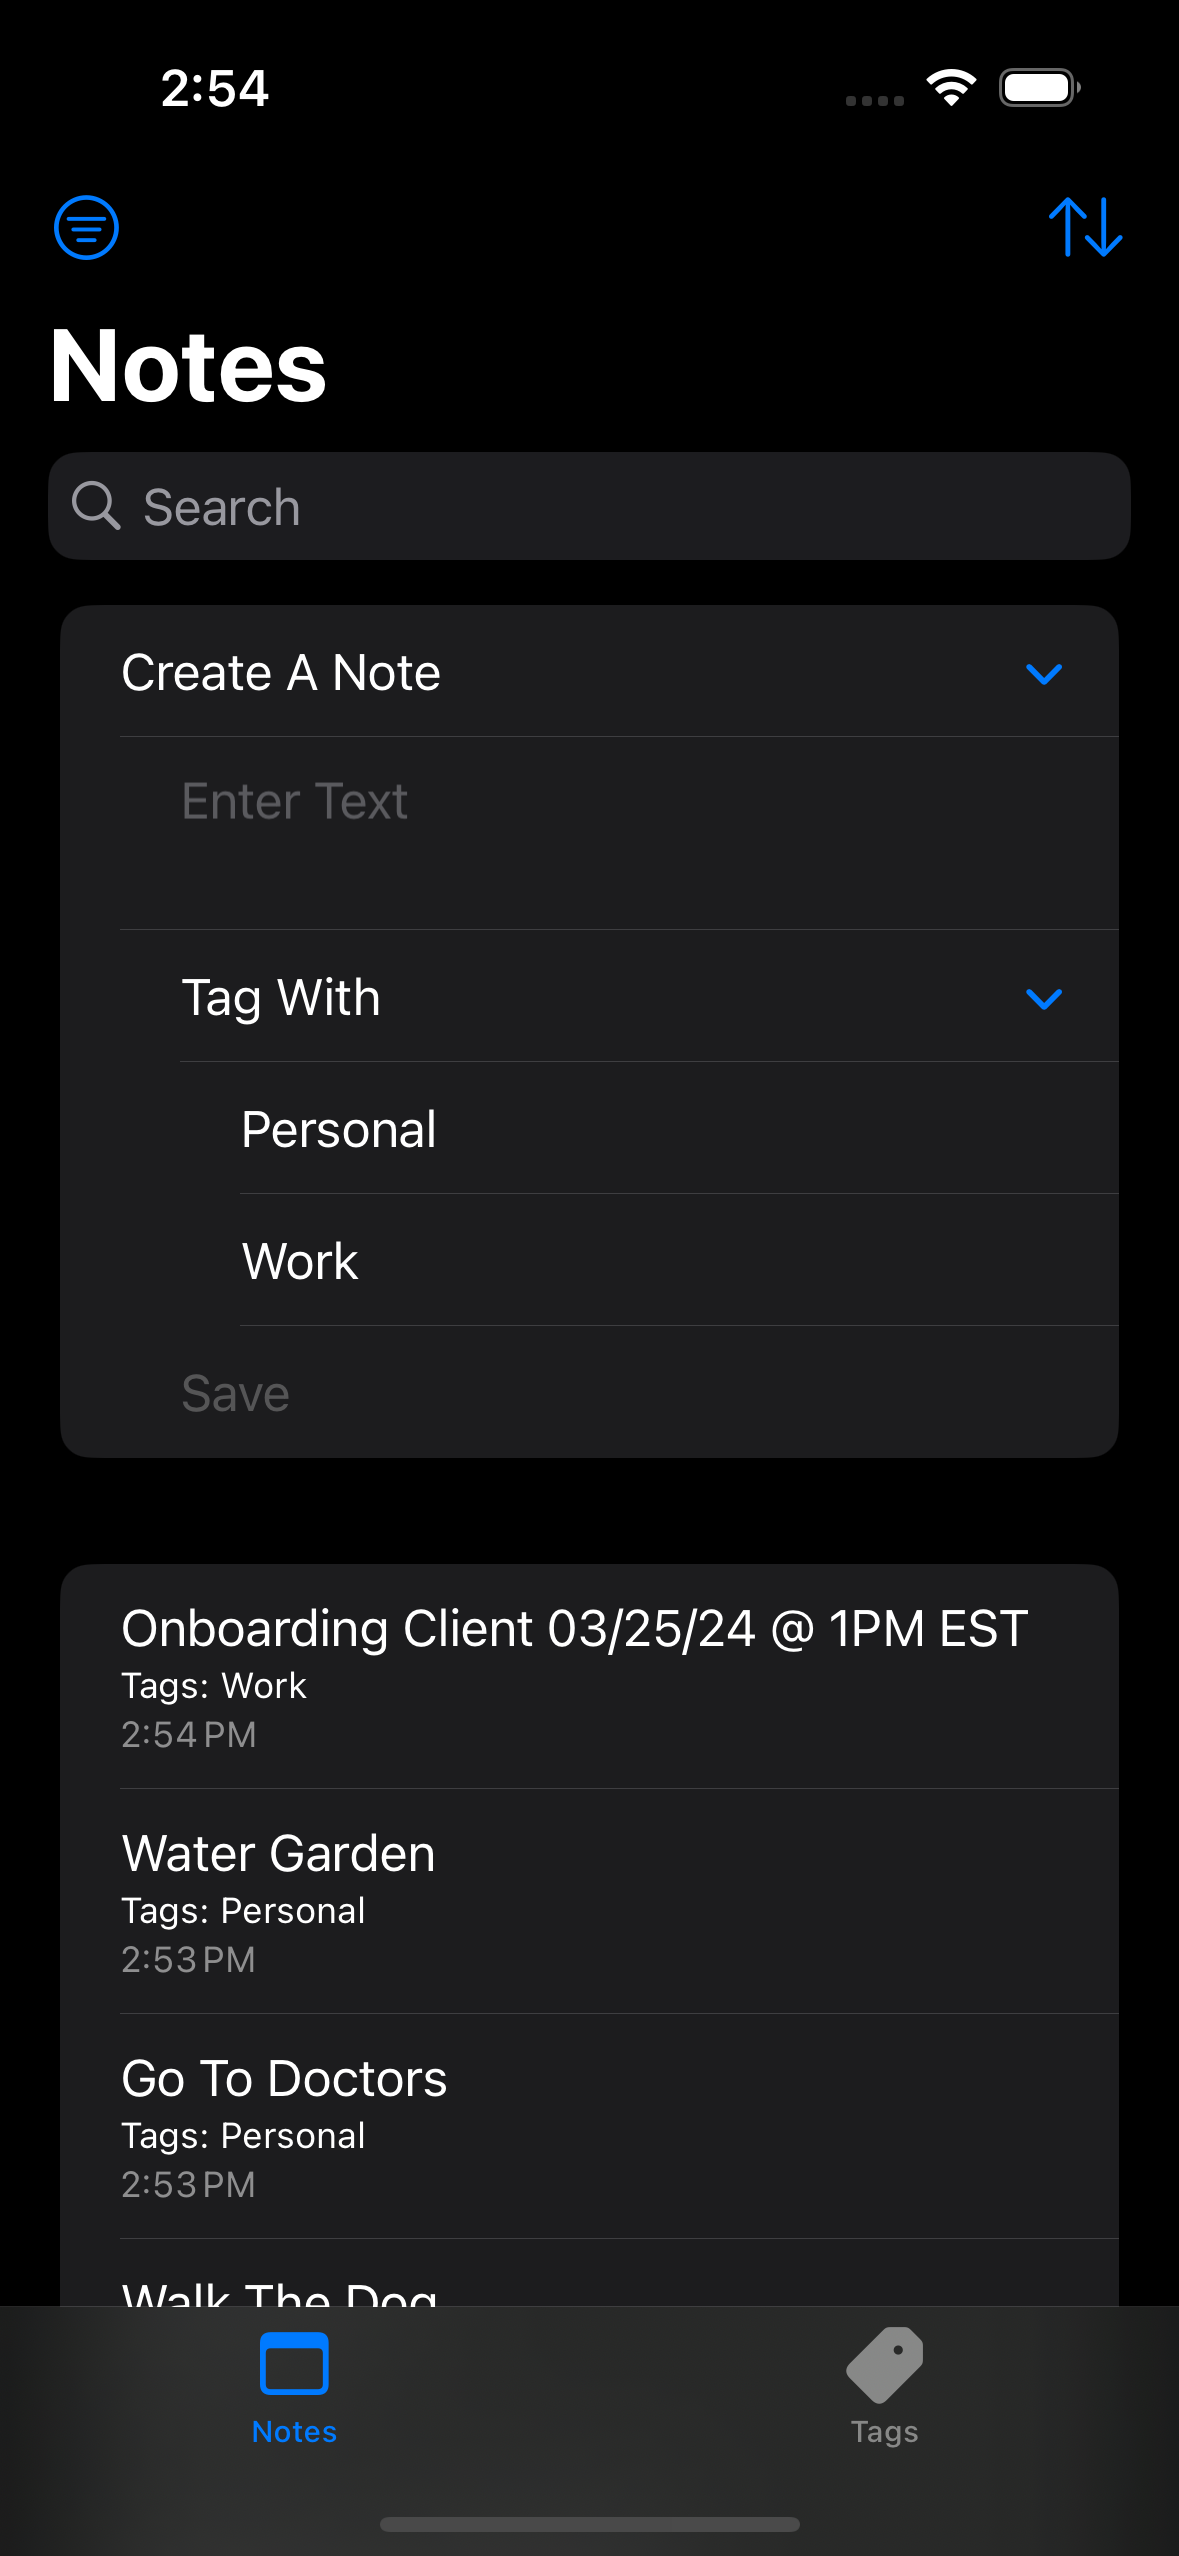 2:54
Notes
Search
Create A Note
Enter Text
Tag With
Personal
Work
Save
Onboarding Client 03/25/24 @ 1PM EST
Tags: Work
2:54 PM
Water Garden
Tags: Personal
2:53 PM
Go To Doctors
Tags: Personal
2:53 PM
Walk The Dog
Notes
Tags